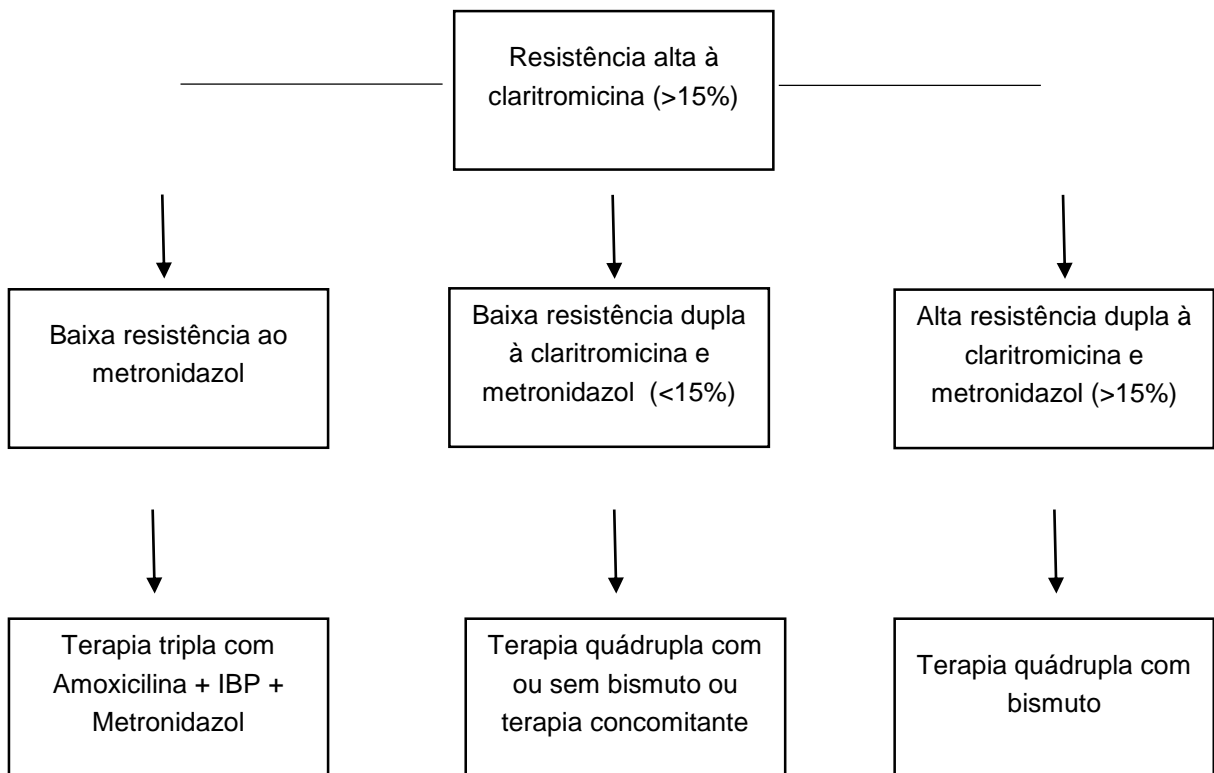 Resistência alta à
claritromicina (>15%)
Baixa resistência ao
metronidazol
Baixa resistência dupla
à claritromicina e
metronidazol (<15%)
Alta resistência dupla à
claritromicina e
metronidazol (>15%)
Terapia tripla com
Amoxicilina + IBP +
Metronidazol
Terapia quádrupla com
ou sem bismuto ou
terapia concomitante
Terapia quádrupla com
bismuto